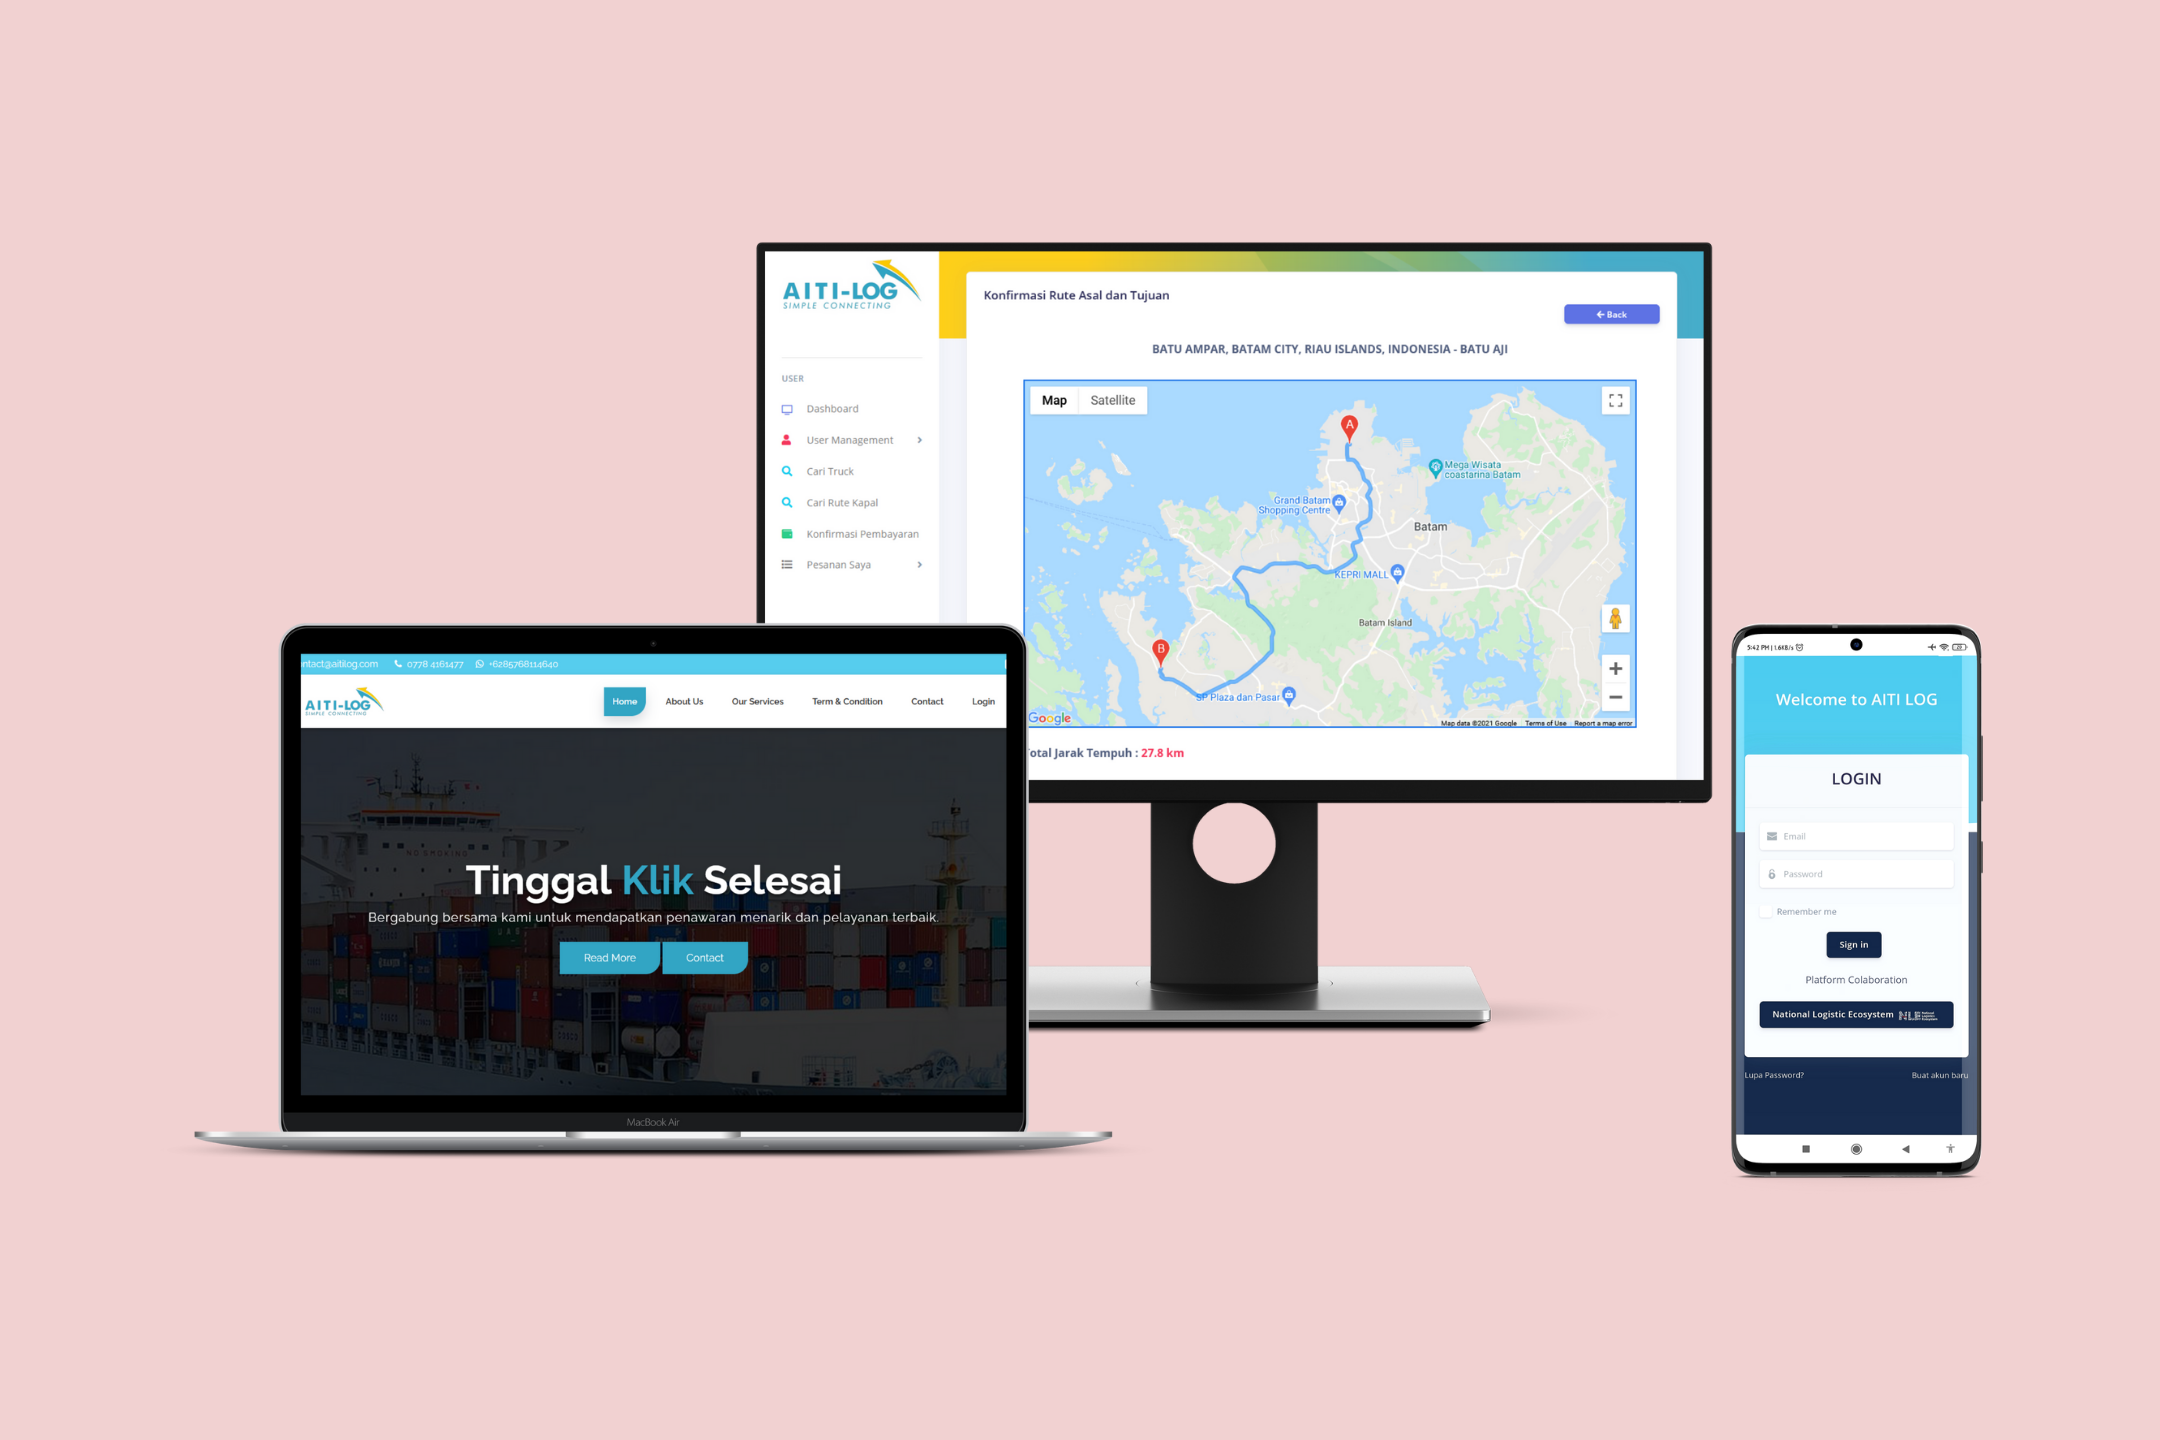 AITI-LOG
SIMPLE CONNECTING
USER
Dashboard
User Management
Cari Truck
Cari Rute Kapal
Konfirmasi Pembayaran
Pesanan Saya
Konfirmasi Rute Asal dan Tujuan
Back
BATU AMPAR, BATAM CITY, RIAU ISLANDS, INDONESIA - BATU AJI
Map Satellite
A
Mega Wisata
coastarina Batam
Grand Batam
Shopping Centre
Batam
KEPRI MALL
Batam Island
B
SP Plaza dan Pasar
Google
Map data ©2021 Google Terms of Use Report a map error
otal Jarak Tempuh : 27.8 km
ntact@aitilog.com 0778 4161477 +6285768114640
AITI-LOG
SIMPLE CONNECTING
Home About Us Our Services Term & Condition Contact Login
NO SMOKING
Tinggal Klik Selesai
Bergabung bersama kami untuk mendapatkan penawaran menarik dan pelayanan terbaik.
Read More Contact
MacBook Air
5:42 PM | 1.6KB/s
Welcome to AITI LOG
LOGIN
Email
Password
Remember me
Sign in
Platform Colaboration
National Logistic Ecosystem NLE
Lupa Password? Buat akun baru